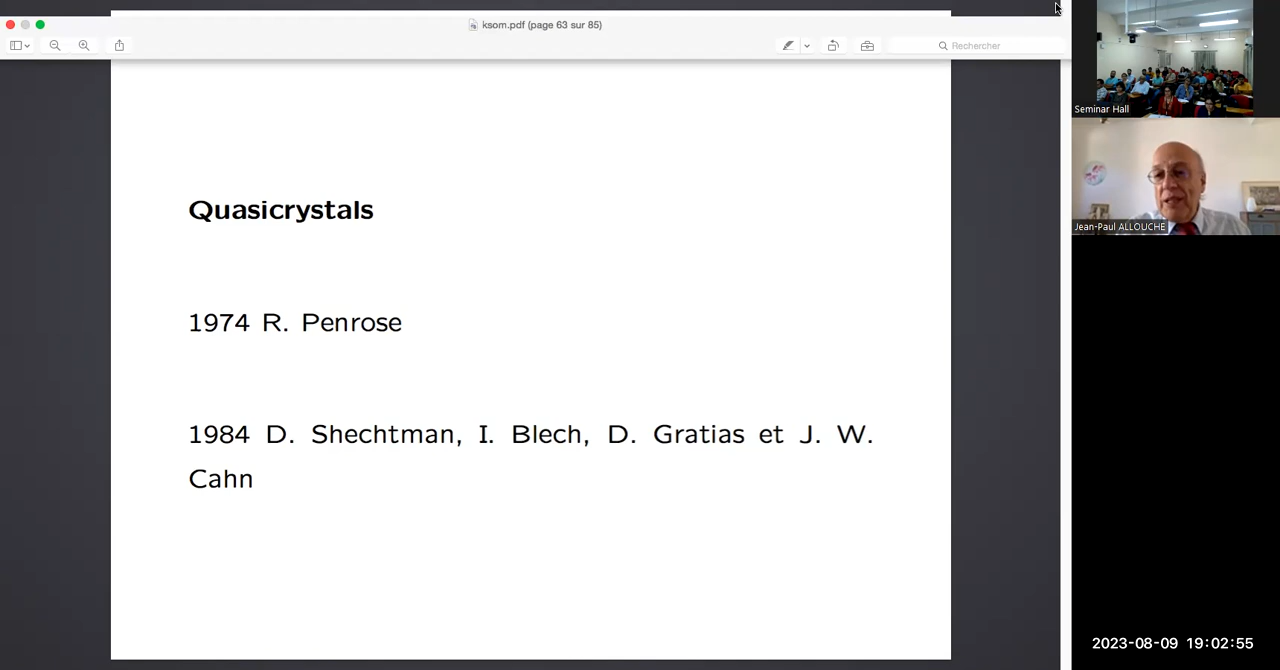 ksom.pdf (page 63 sur 85)
Rechercher
Quasicrystals
1974 R. Penrose
1984 D. Shechtman, I. Blech, D. Gratias et J. W.
Cahn
Seminar Hall
Jean-Paul ALLOUCHE
2023-08-09 19:02:55